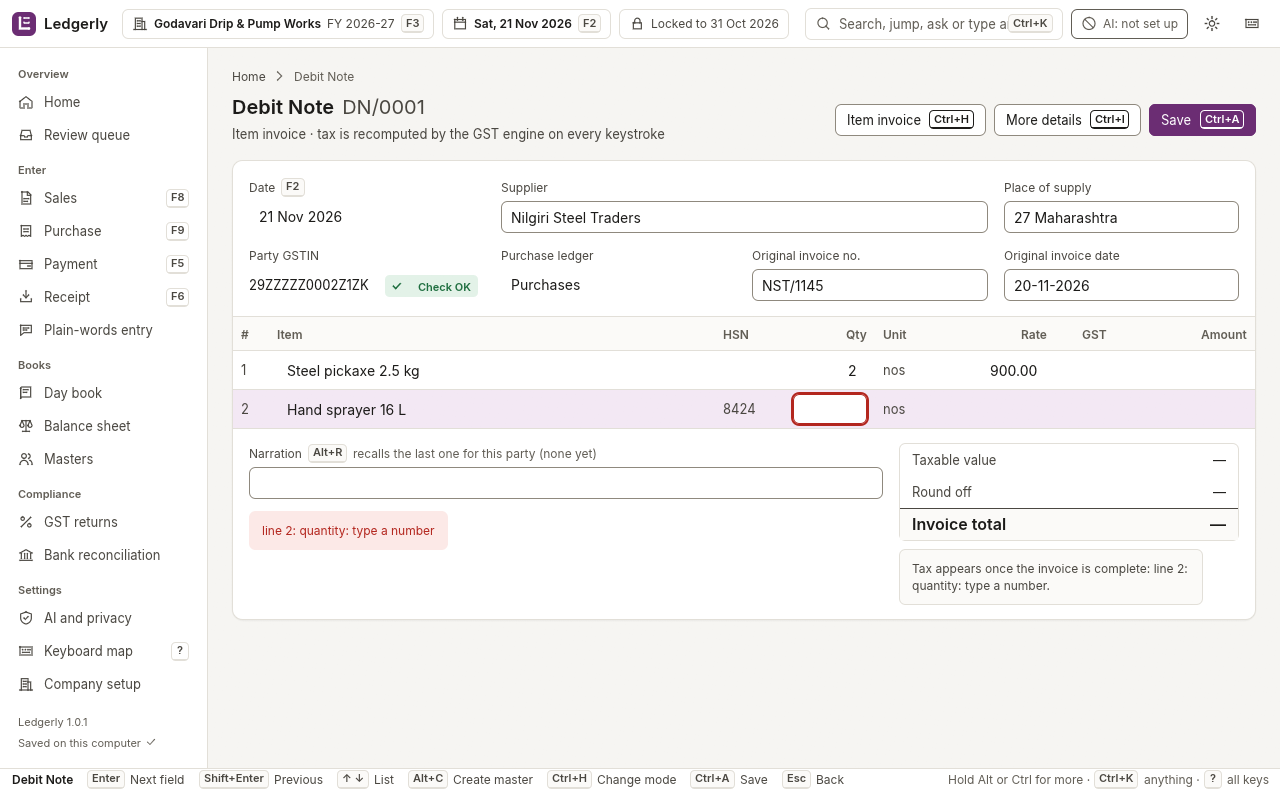 Ledgerly
Godavari Drip & Pump Works FY 2026-27 F3
Sat, 21 Nov 2026 F2
Locked to 31 Oct 2026
Search, jump, ask or type a Ctrl+K
AI: not set up
Overview
Home
Review queue
Enter
Sales F8
Purchase F9
Payment F5
Receipt F6
Plain-words entry
Books
Day book
Balance sheet
Masters
Compliance
GST returns
Bank reconciliation
Settings
AI and privacy
Keyboard map ?
Company setup
Ledgerly 1.0.1
Saved on this computer
Home Debit Note
Debit Note DN/0001
Item invoice · tax is recomputed by the GST engine on every keystroke
Item invoice Ctrl+H
More details Ctrl+I
Save Ctrl+A
Date F2
21 Nov 2026
Supplier
Nilgiri Steel Traders
Place of supply
27 Maharashtra
Party GSTIN
29ZZZZZ0002Z1ZK Check OK
Purchase ledger
Purchases
Original invoice no.
NST/1145
Original invoice date
20-11-2026
# Item HSN Qty Unit Rate GST Amount
1 Steel pickaxe 2.5 kg 2 nos 900.00
2 Hand sprayer 16 L 8424 nos
Narration Alt+R recalls the last one for this party (none yet)
line 2: quantity: type a number
Taxable value —
Round off —
Invoice total —
Tax appears once the invoice is complete: line 2:
quantity: type a number.
Debit Note Enter Next field Shift+Enter Previous ↑ ↓ List Alt+C Create master Ctrl+H Change mode Ctrl+A Save Esc Back
Hold Alt or Ctrl for more · Ctrl+K anything · ? all keys